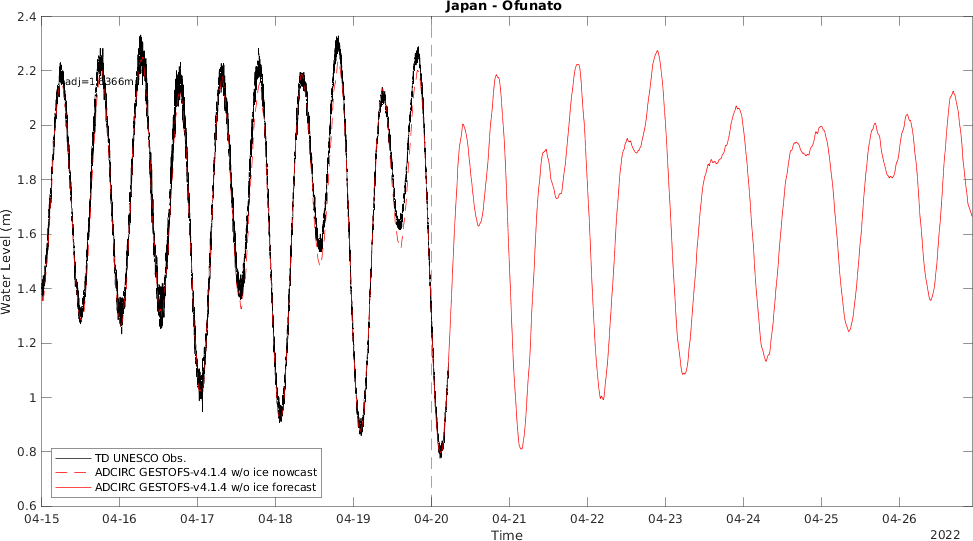 Japan - Ofunato
2.4
2.2
2
1.8
1.6
1.4
1.2
1
0.8
0.6
Water Level (m)
TD UNESCO Obs.
ADCIRC GESTOFS-v4.1.4 w/o ice nowcast
ADCIRC GESTOFS-v4.1.4 w/o ice forecast
04-15 04-16 04-17 04-18 04-19 04-20 04-21 04-22 04-23 04-24 04-25 04-26
Time
2022